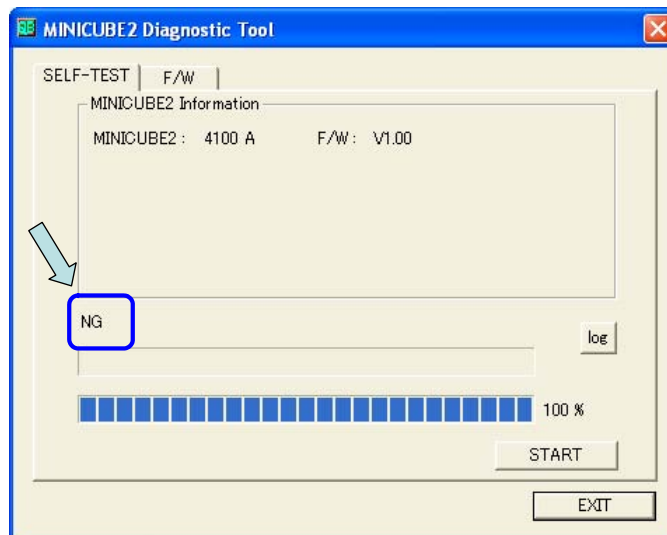 MINICUBE2 Diagnostic Tool
SELF-TEST F/W
MINICUBE2 Information
MINICUBE2 : 4100 A F/W : V1.00
NG
log
100 %
START
EXIT